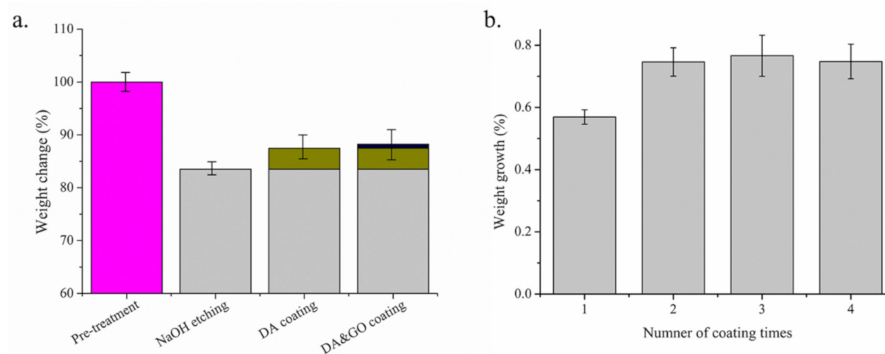 a.
110
100
90
80
70
60
Weight change (%)
Pre-treatment
NaOH etching
DA coating
DA&GO coating
b.
0.8
0.6
0.4
0.2
0.0
Weight growth (%)
1 2 3 4
Numner of coating times